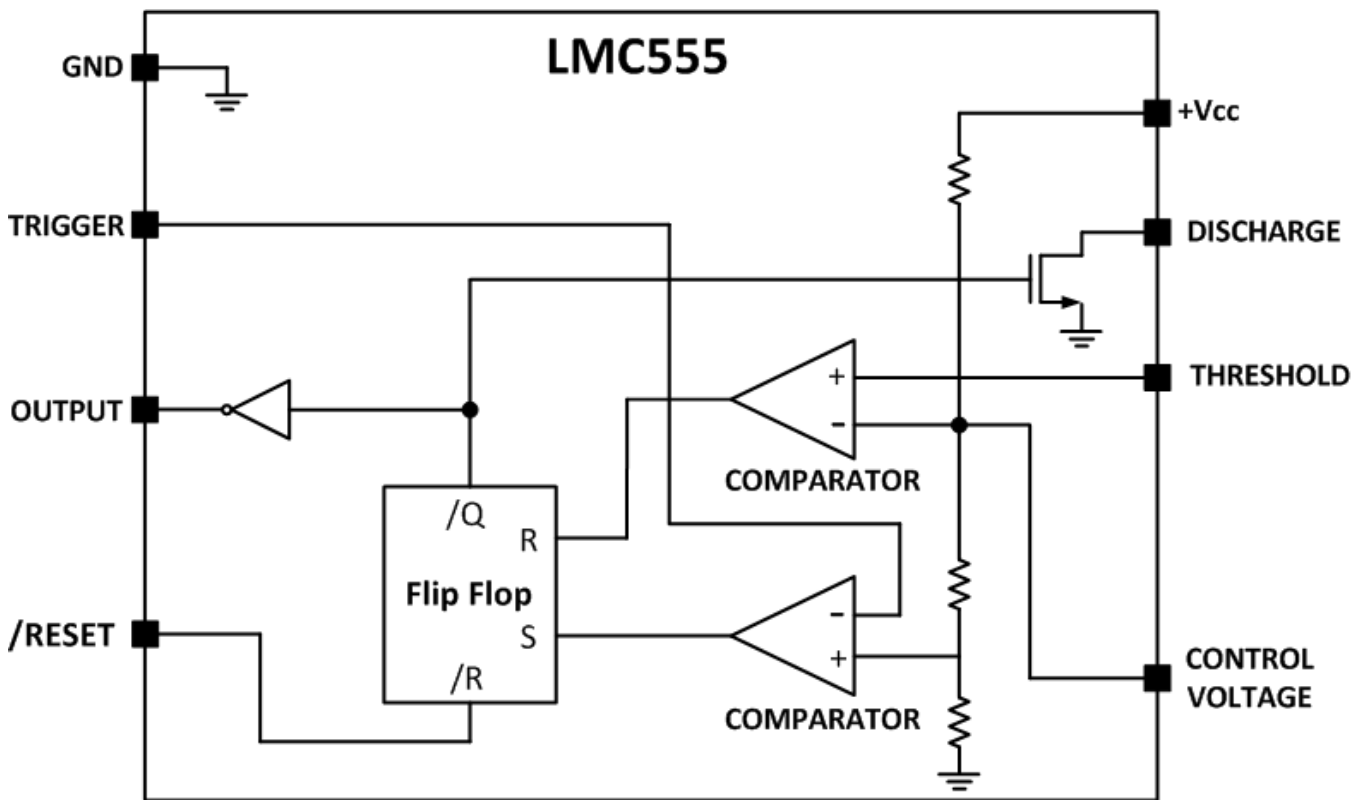 LMC555
GND
+Vcc
TRIGGER
DISCHARGE
+
THRESHOLD
OUTPUT
-
COMPARATOR
/Q
R
Flip Flop
-
/RESET
S
+
CONTROL
VOLTAGE
/R
COMPARATOR